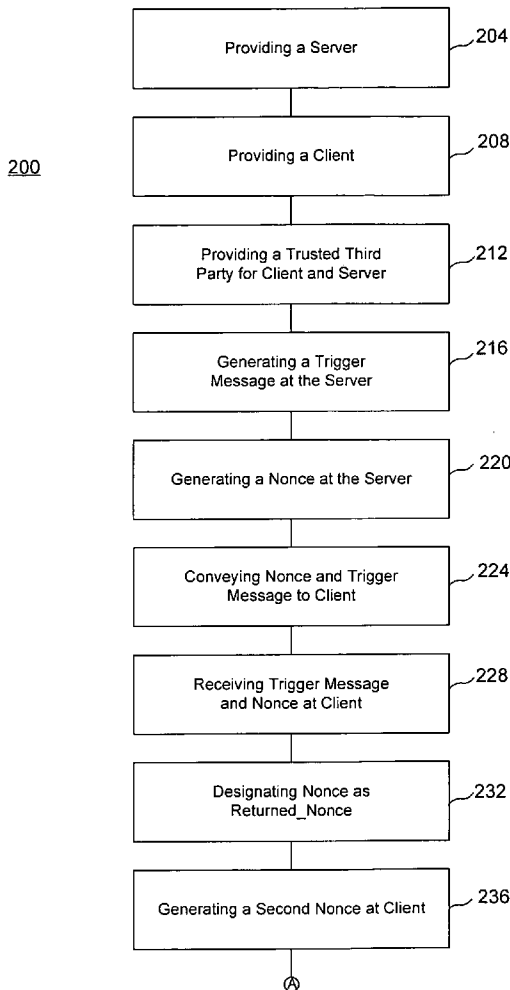 Providing a Server
204
200
Providing a Client
208
Providing a Trusted Third
Party for Client and Server
212
Generating a Trigger
Message at the Server
216
Generating a Nonce at the Server
220
Conveying Nonce and Trigger
Message to Client
224
Receiving Trigger Message
and Nonce at Client
228
Designating Nonce as
Returned_Nonce
232
Generating a Second Nonce at Client
236
A